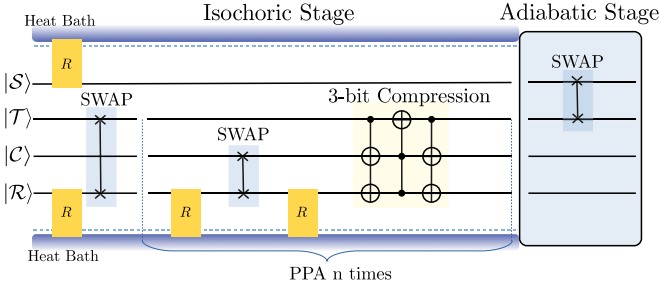 Isochoric Stage
Adiabatic Stage
Heat Bath
R
|S⟩
SWAP
SWAP
3-bit Compression
|T⟩
SWAP
|C⟩
|R⟩
R
R
R
Heat Bath
PPA n times